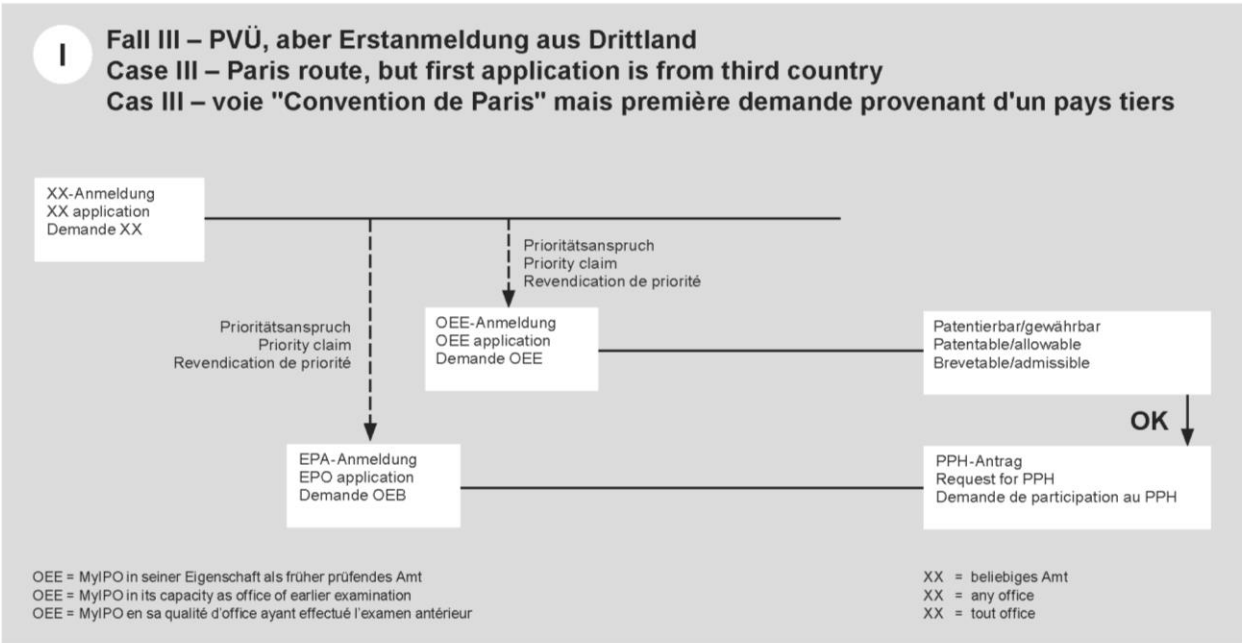 I
Fall III – PVÜ, aber Erstanmeldung aus Drittland
Case III – Paris route, but first application is from third country
Cas III – voie "Convention de Paris" mais première demande provenant d'un pays tiers
XX-Anmeldung
XX application
Demande XX
Prioritätsanspruch
Priority claim
Revendication de priorité
Prioritätsanspruch
Priority claim
Revendication de priorité
OEE-Anmeldung
OEE application
Demande OEE
Patentierbar/gewährbar
Patentable/allowable
Brevetable/admissible
OK
EPA-Anmeldung
EPO application
Demande OEB
PPH-Antrag
Request for PPH
Demande de participation au PPH
OEE = MyIPO in seiner Eigenschaft als früher prüfendes Amt
OEE = MyIPO in its capacity as office of earlier examination
OEE = MyIPO en sa qualité d'office ayant effectué l'examen antérieur
XX = beliebiges Amt
XX = any office
XX = tout office